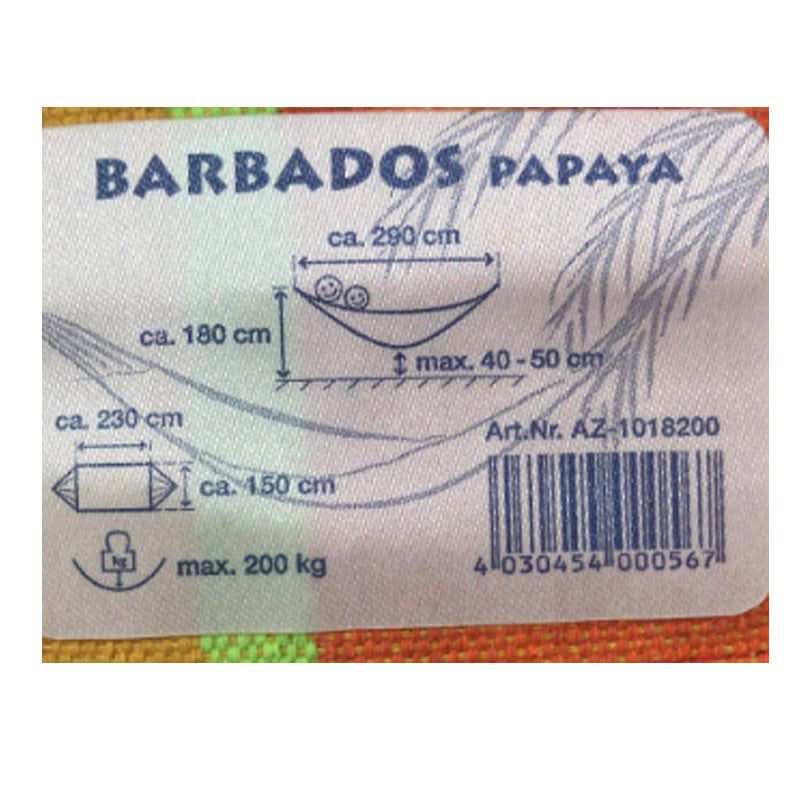 BARBADOS PAPAYA
ca. 290 cm
ca. 180 cm
max. 40 - 50 cm
ca. 230 cm
Art.Nr. AZ-1018200
ca. 150 cm
kg
max. 200 kg
4 030454 000567